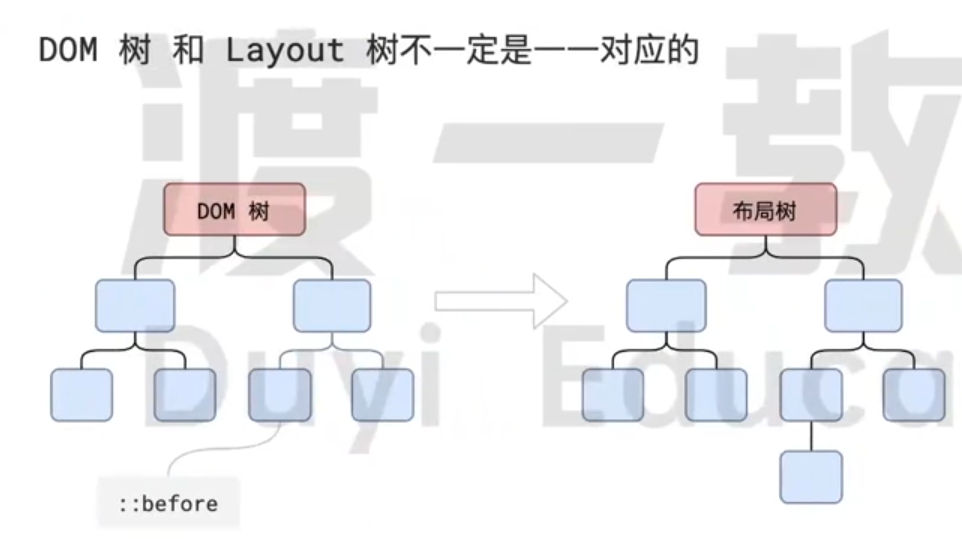 DOM 树 和 Layout 树不一定是一一对应的
渡一教
DOM 树
布局树
Duyi Educa
::before